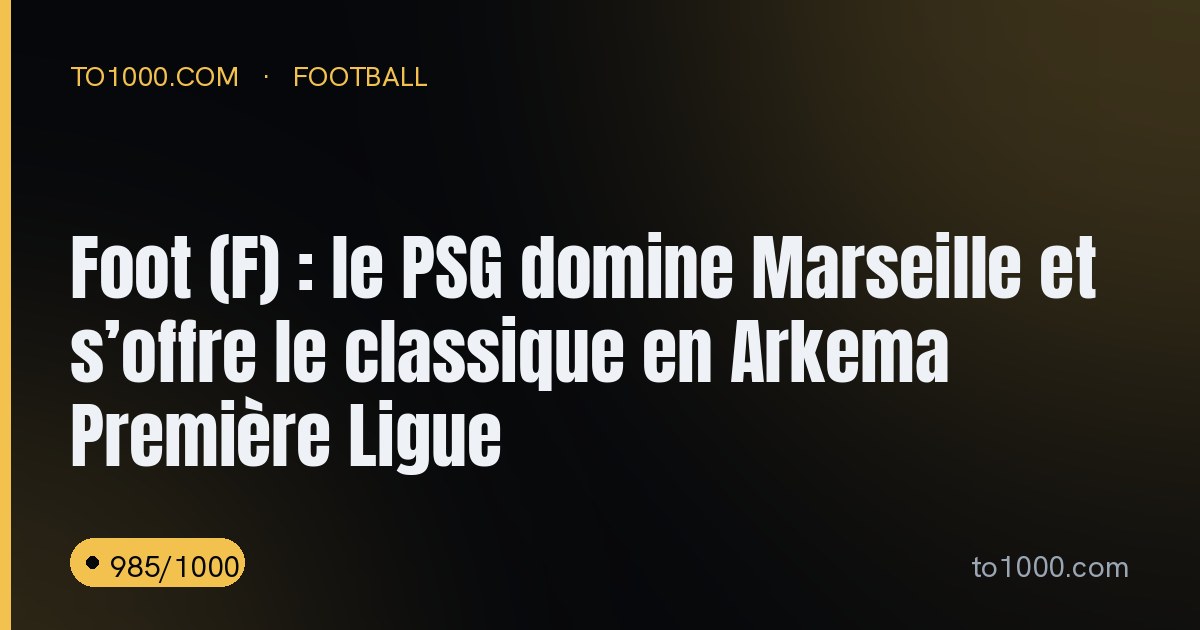 TO1000.COM · FOOTBALL
Foot (F) : le PSG domine Marseille et
s’offre le classique en Arkema
Première Ligue
985/1000
to1000.com